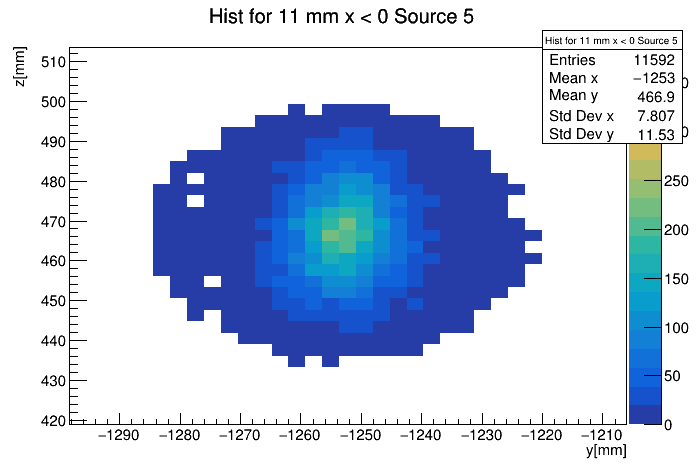 Hist for 11 mm x < 0 Source 5
z[mm]
510
500
490
480
470
460
450
440
430
420
−1290 −1280 −1270 −1260 −1250 −1240 −1230 −1220 −1210
y[mm]
Hist for 11 mm x < 0 Source 5
Entries 11592
Mean x −1253
Mean y 466.9
Std Dev x 7.807
Std Dev y 11.53
250
200
150
100
50
0